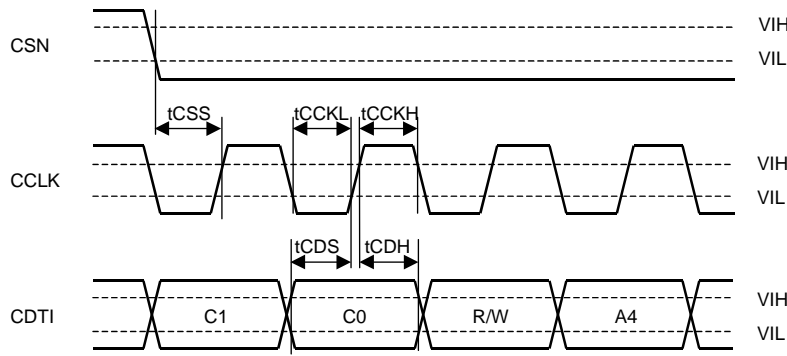 CSN
VIH
VIL
tCSS
tCCKL
tCCKH
CCLK
VIH
VIL
tCDS
tCDH
CDTI
C1
C0
R/W
A4
VIH
VIL